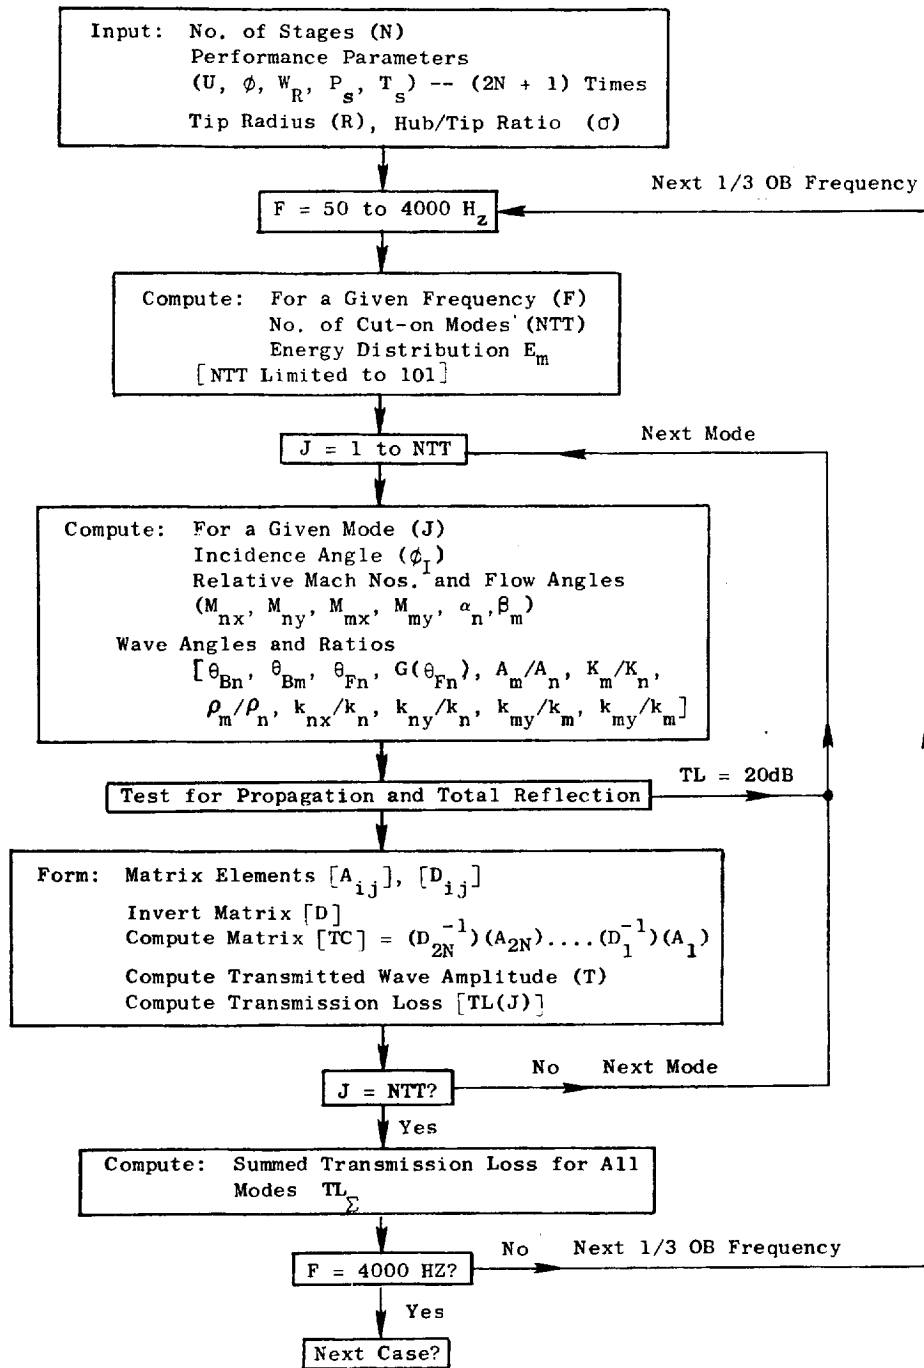 Input: No. of Stages (N)
Performance Parameters
(U, ϕ, W_R, P_s, T_s) -- (2N + 1) Times
Tip Radius (R), Hub/Tip Ratio (σ)
Next 1/3 OB Frequency
F = 50 to 4000 H_z
Compute: For a Given Frequency (F)
No. of Cut-on Modes (NTT)
Energy Distribution E_m
[NTT Limited to 101]
Next Mode
J = 1 to NTT
Compute: For a Given Mode (J)
Incidence Angle (ϕ_I)
Relative Mach Nos. and Flow Angles
(M_nx, M_ny, M_mx, M_my, α_n, β_m)
Wave Angles and Ratios
[θ_Bn, θ_Bm, θ_Fn, G(θ_Fn), A_m/A_n, K_m/K_n,
ρ_m/ρ_n, k_nx/k_n, k_ny/k_n, k_my/k_m, k_my/k_m]
TL = 20dB
Test for Propagation and Total Reflection
Form: Matrix Elements [A_ij], [D_ij]
Invert Matrix [D]
Compute Matrix [TC] = (D_2N^-1)(A_2N)....(D_1^-1)(A_1)
Compute Transmitted Wave Amplitude (T)
Compute Transmission Loss [TL(J)]
No Next Mode
J = NTT?
Yes
Compute: Summed Transmission Loss for All
Modes TL_Σ
No Next 1/3 OB Frequency
F = 4000 HZ?
Yes
Next Case?